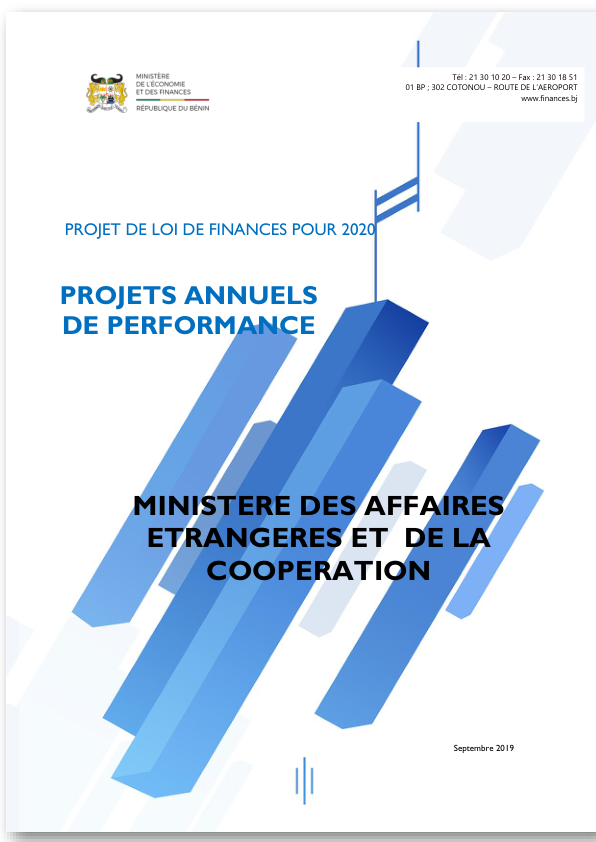 MINISTÈRE
DE L'ÉCONOMIE
ET DES FINANCES
RÉPUBLIQUE DU BÉNIN
Tél : 21 30 10 20 – Fax : 21 30 18 51
01 BP ; 302 COTONOU – ROUTE DE L'AEROPORT
www.finances.bj
PROJET DE LOI DE FINANCES POUR 2020
PROJETS ANNUELS
DE PERFORMANCE
MINISTERE DES AFFAIRES
ETRANGERES ET DE LA
COOPERATION
Septembre 2019